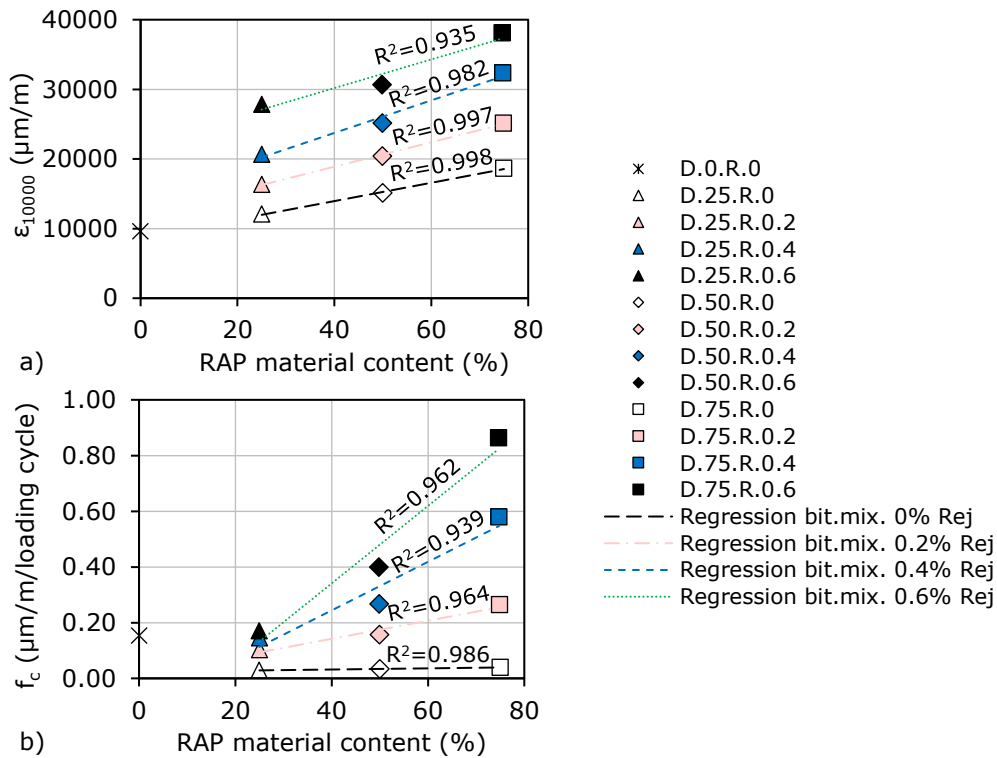 40000
30000
20000
10000
0
ε10000 (μm/m)
R²=0.935
R²=0.982
R²=0.997
R²=0.998
0 20 40 60 80
a) RAP material content (%)
1.00
0.80
0.60
0.40
0.20
0.00
fc (μm/m/loading cycle)
R²=0.962
R²=0.939
R²=0.964
R²=0.986
0 20 40 60 80
b) RAP material content (%)
D.0.R.0
D.25.R.0
D.25.R.0.2
D.25.R.0.4
D.25.R.0.6
D.50.R.0
D.50.R.0.2
D.50.R.0.4
D.50.R.0.6
D.75.R.0
D.75.R.0.2
D.75.R.0.4
D.75.R.0.6
Regression bit.mix. 0% Rej
Regression bit.mix. 0.2% Rej
Regression bit.mix. 0.4% Rej
Regression bit.mix. 0.6% Rej